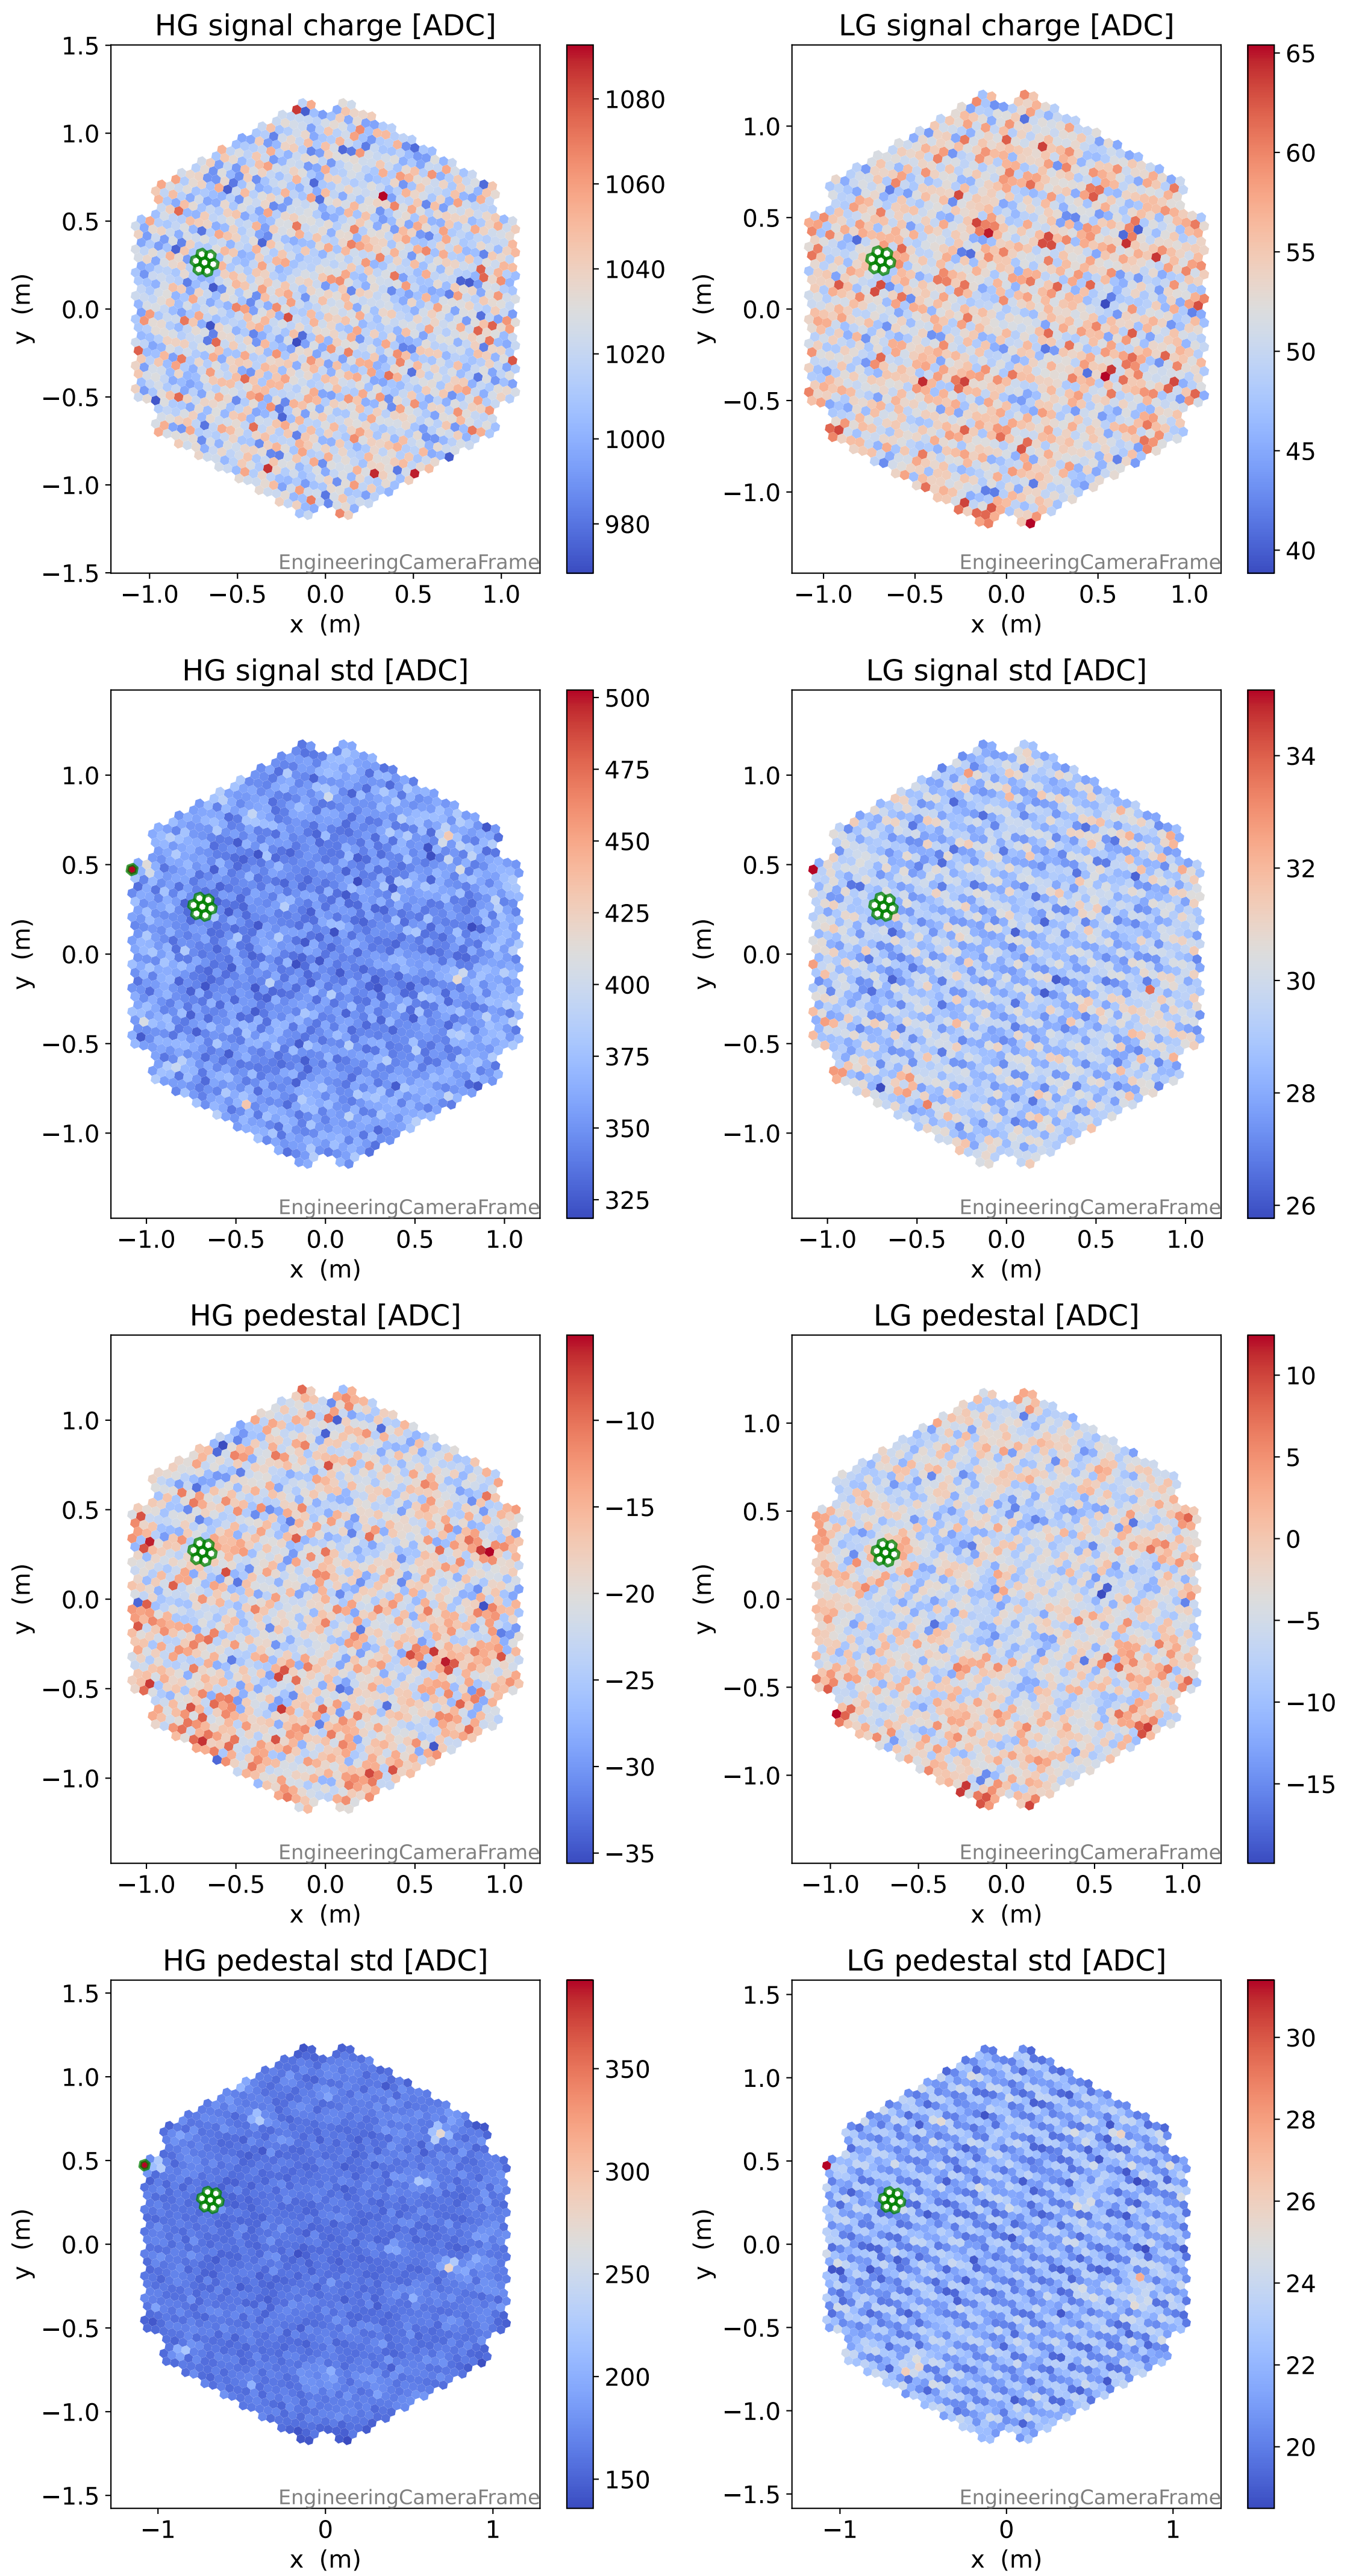 HG signal charge [ADC]
1.5
1.0
0.5
0.0
−0.5
−1.0
−1.5
y (m)
−1.0 −0.5 0.0 0.5 1.0
x (m)
EngineeringCameraFrame
1080
1060
1040
1020
1000
980
LG signal charge [ADC]
1.0
0.5
0.0
−0.5
−1.0
y (m)
−1.0 −0.5 0.0 0.5 1.0
x (m)
EngineeringCameraFrame
65
60
55
50
45
40
HG signal std [ADC]
1.0
0.5
0.0
−0.5
−1.0
y (m)
−1.0 −0.5 0.0 0.5 1.0
x (m)
EngineeringCameraFrame
500
475
450
425
400
375
350
325
LG signal std [ADC]
1.0
0.5
0.0
−0.5
−1.0
y (m)
−1.0 −0.5 0.0 0.5 1.0
x (m)
EngineeringCameraFrame
34
32
30
28
26
HG pedestal [ADC]
1.0
0.5
0.0
−0.5
−1.0
y (m)
−1.0 −0.5 0.0 0.5 1.0
x (m)
EngineeringCameraFrame
−10
−15
−20
−25
−30
−35
LG pedestal [ADC]
1.0
0.5
0.0
−0.5
−1.0
y (m)
−1.0 −0.5 0.0 0.5 1.0
x (m)
EngineeringCameraFrame
10
5
0
−5
−10
−15
HG pedestal std [ADC]
1.5
1.0
0.5
0.0
−0.5
−1.0
−1.5
y (m)
−1 0 1
x (m)
EngineeringCameraFrame
350
300
250
200
150
LG pedestal std [ADC]
1.5
1.0
0.5
0.0
−0.5
−1.0
−1.5
y (m)
−1 0 1
x (m)
EngineeringCameraFrame
30
28
26
24
22
20